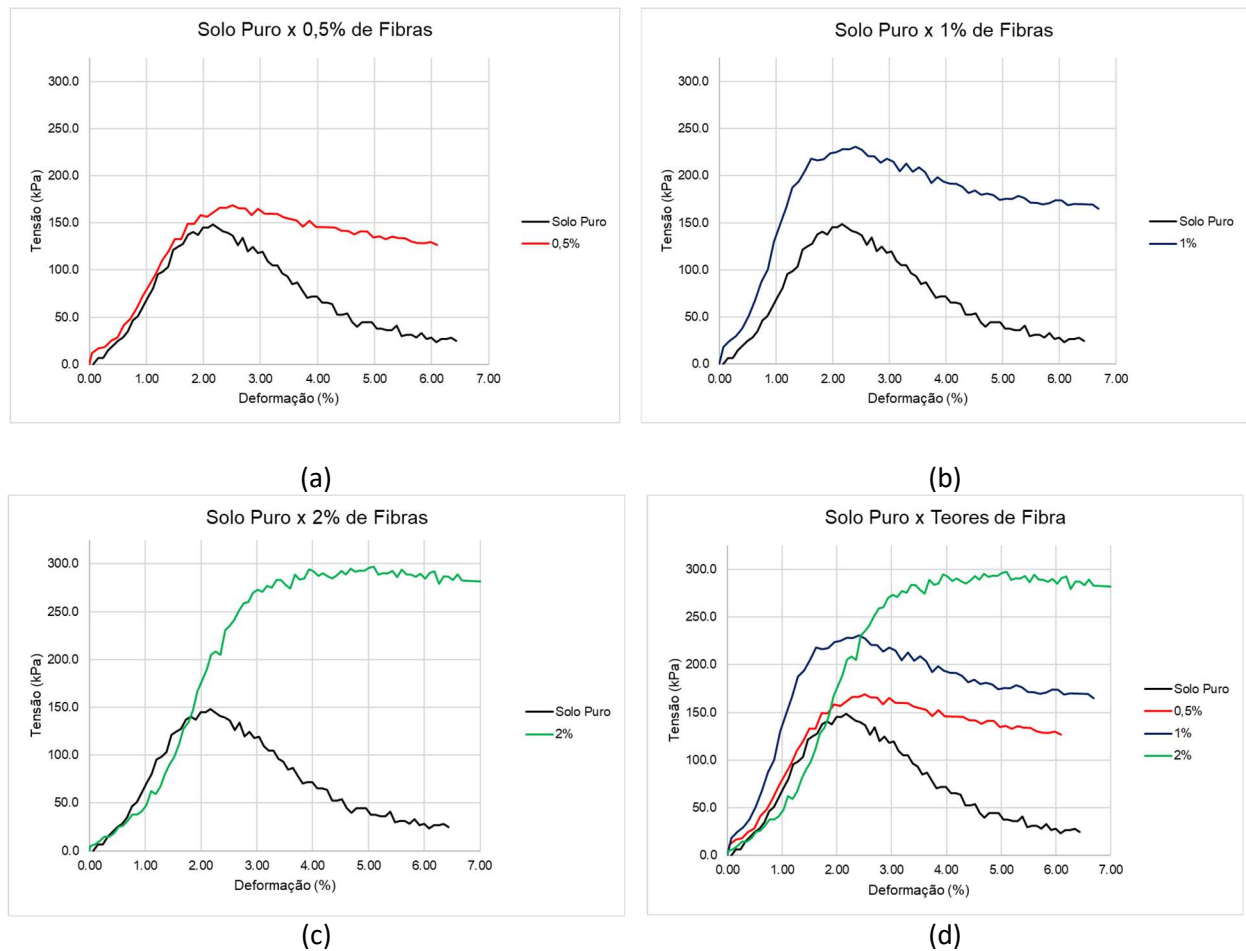 Solo Puro x 0,5% de Fibras
300.0
250.0
200.0
150.0
100.0
50.0
0.0
Tensão (kPa)
0.00 1.00 2.00 3.00 4.00 5.00 6.00 7.00
Deformação (%)
Solo Puro
0,5%
(a)
Solo Puro x 1% de Fibras
300.0
250.0
200.0
150.0
100.0
50.0
0.0
Tensão (kPa)
0.00 1.00 2.00 3.00 4.00 5.00 6.00 7.00
Deformação (%)
Solo Puro
1%
(b)
Solo Puro x 2% de Fibras
300.0
250.0
200.0
150.0
100.0
50.0
0.0
Tensão (kPa)
0.00 1.00 2.00 3.00 4.00 5.00 6.00 7.00
Deformação (%)
Solo Puro
2%
(c)
Solo Puro x Teores de Fibra
300.0
250.0
200.0
150.0
100.0
50.0
0.0
Tensão (kPa)
0.00 1.00 2.00 3.00 4.00 5.00 6.00 7.00
Deformação (%)
Solo Puro
0,5%
1%
2%
(d)